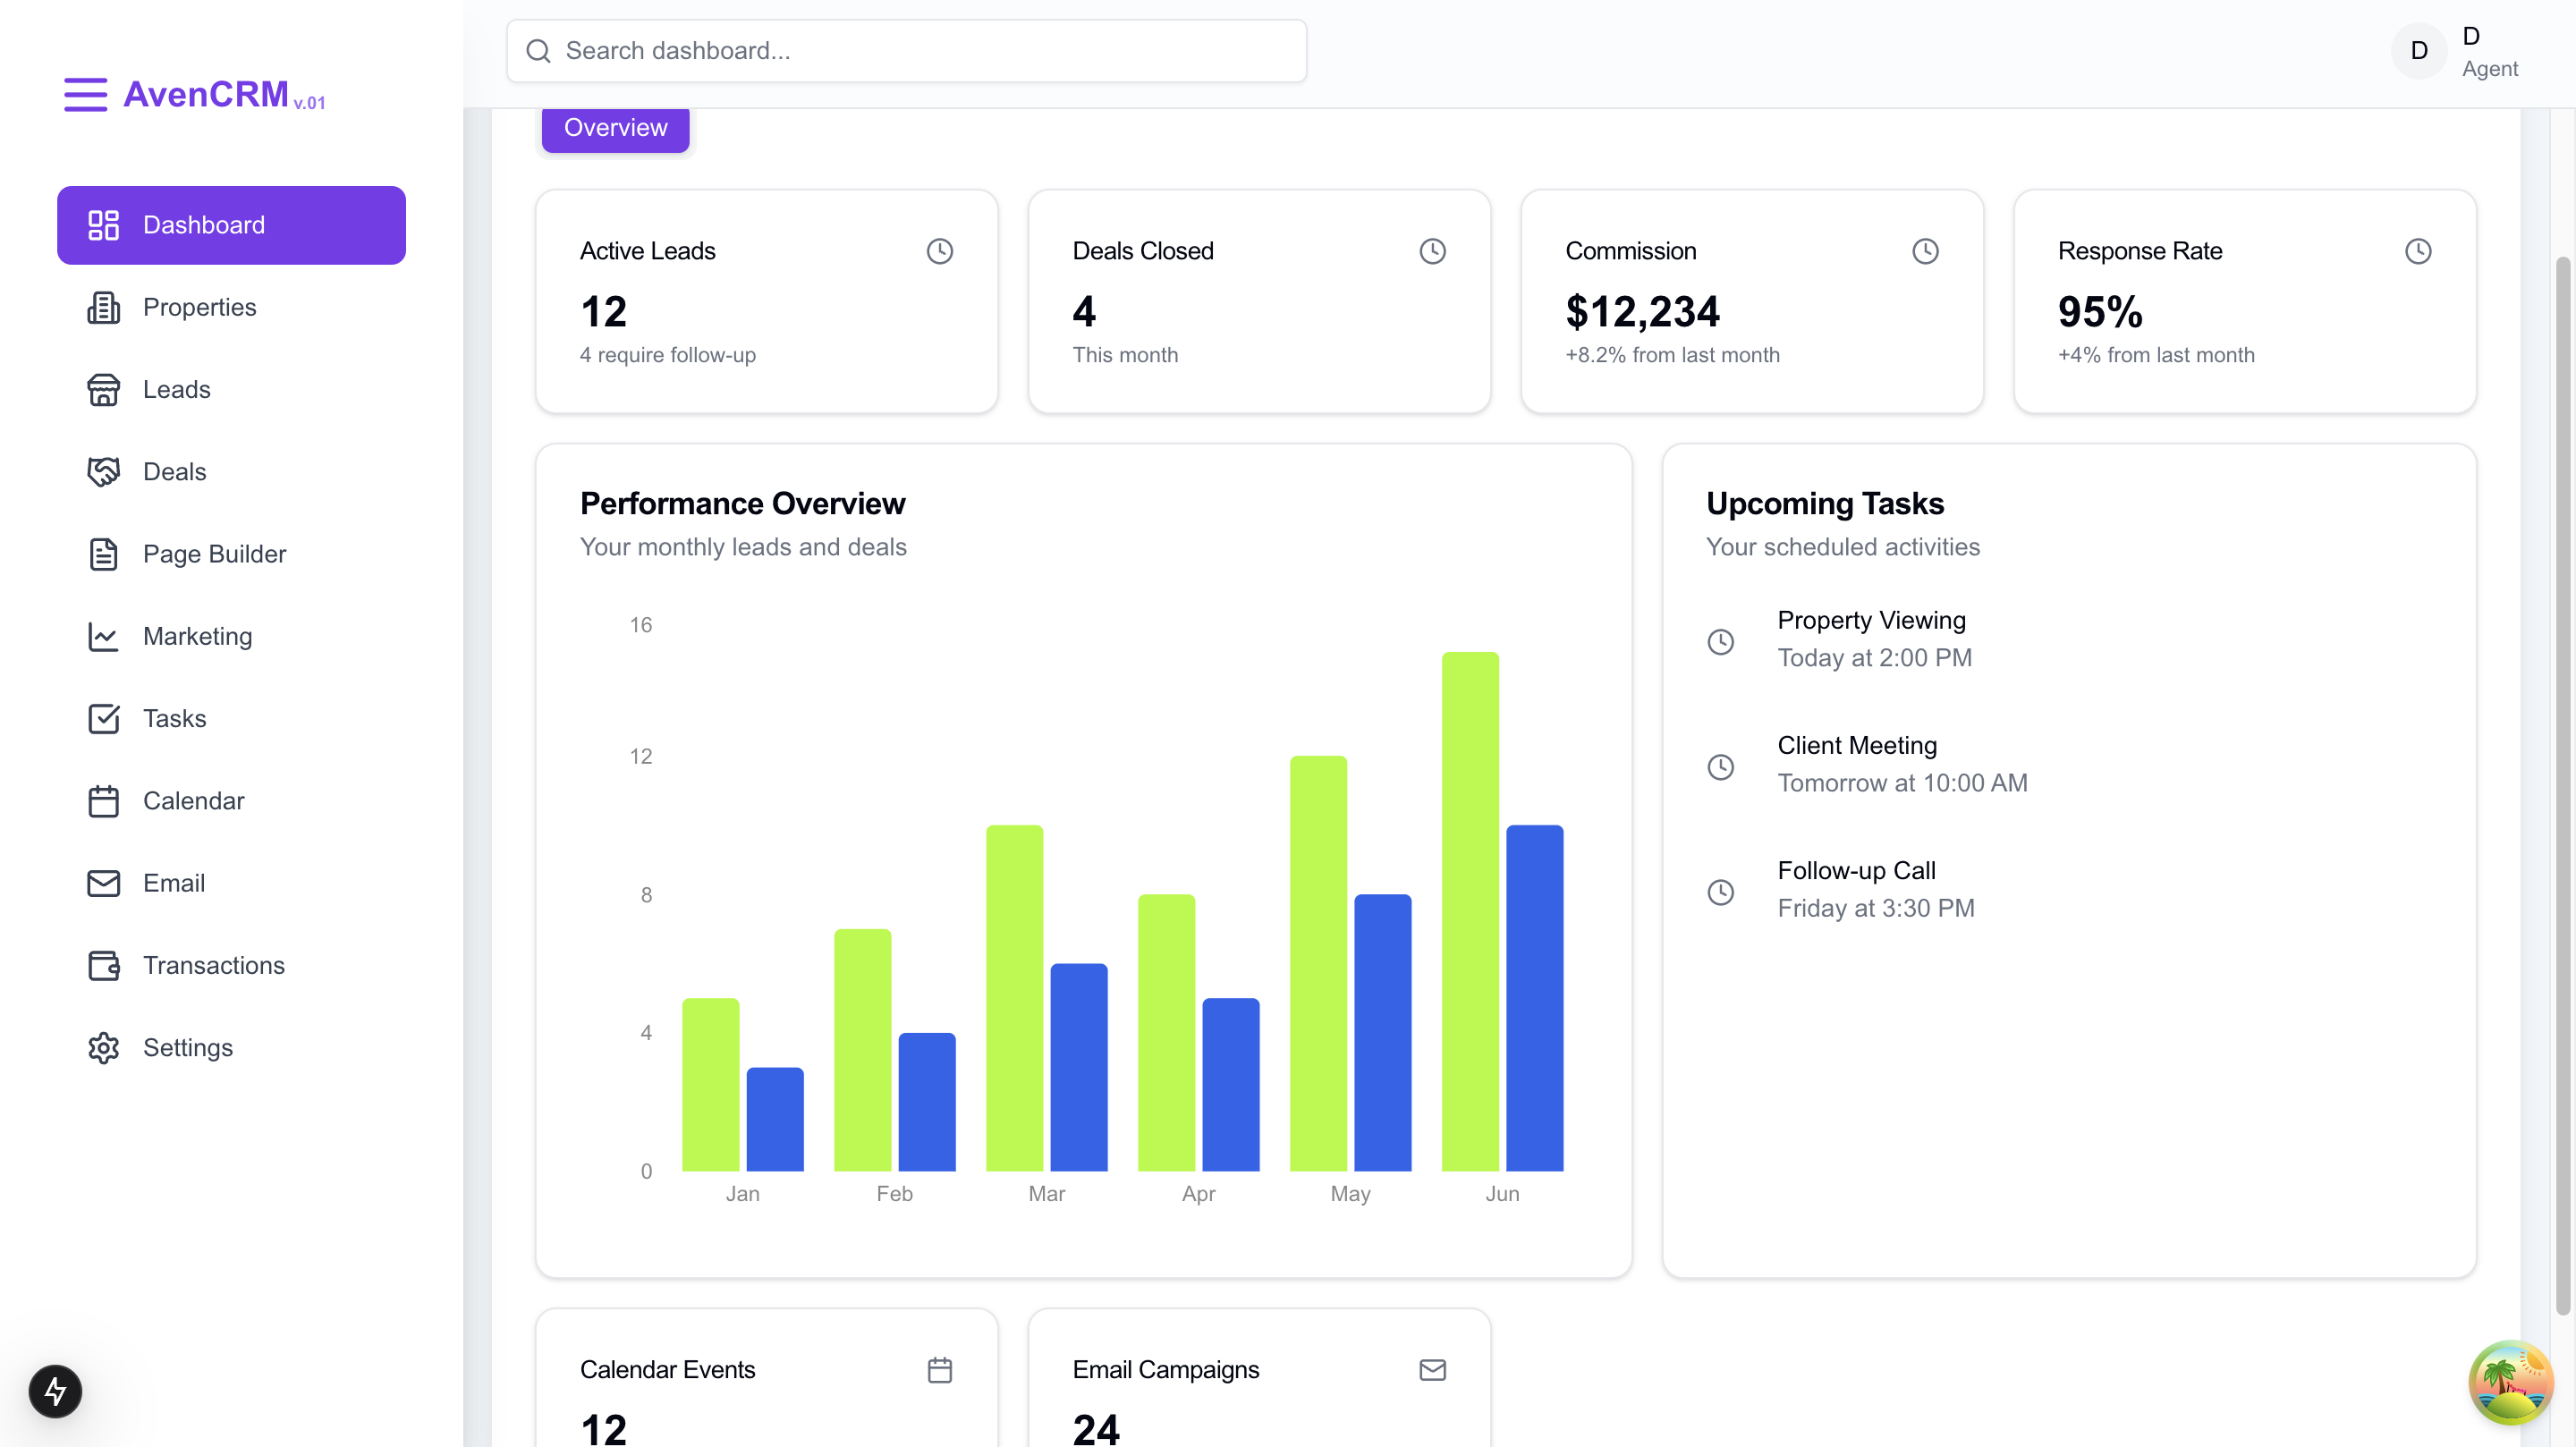 AvenCRM v.01
Dashboard
Properties
Leads
Deals
Page Builder
Marketing
Tasks
Calendar
Email
Transactions
Settings
Search dashboard...
D
D
Agent
Overview
Active Leads
12
4 require follow-up
Deals Closed
4
This month
Commission
$12,234
+8.2% from last month
Response Rate
95%
+4% from last month
Performance Overview
Your monthly leads and deals
16
12
8
4
0
Jan
Feb
Mar
Apr
May
Jun
Upcoming Tasks
Your scheduled activities
Property Viewing
Today at 2:00 PM
Client Meeting
Tomorrow at 10:00 AM
Follow-up Call
Friday at 3:30 PM
Calendar Events
12
Email Campaigns
24